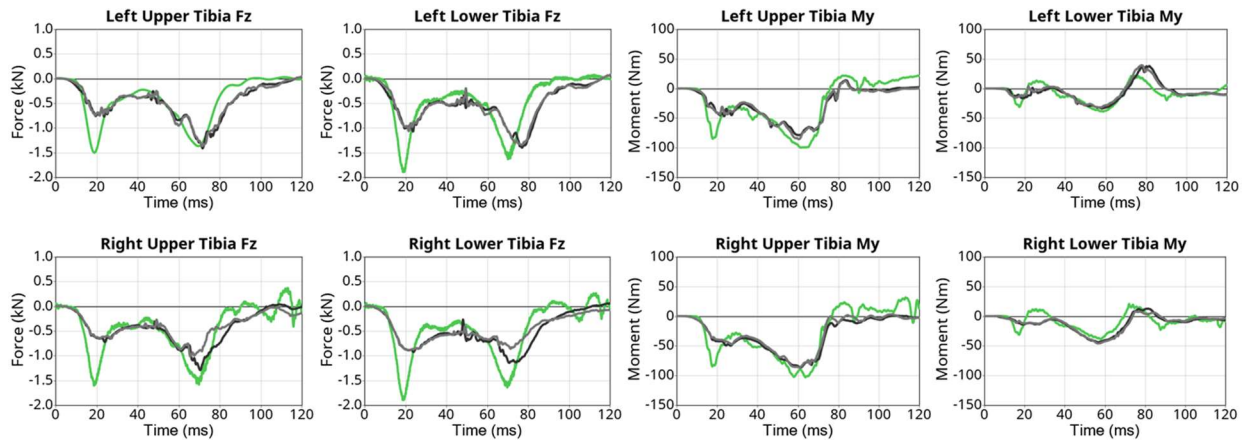 Left Upper Tibia Fz
1.0
0.5
0.0
-0.5
-1.0
-1.5
-2.0
Force (kN)
0 20 40 60 80 100 120
Time (ms)
Left Lower Tibia Fz
1.0
0.5
0.0
-0.5
-1.0
-1.5
-2.0
Force (kN)
0 20 40 60 80 100 120
Time (ms)
Left Upper Tibia My
100
50
0
-50
-100
-150
Moment (Nm)
0 20 40 60 80 100 120
Time (ms)
Left Lower Tibia My
100
50
0
-50
-100
-150
Moment (Nm)
0 20 40 60 80 100 120
Time (ms)
Right Upper Tibia Fz
1.0
0.5
0.0
-0.5
-1.0
-1.5
-2.0
Force (kN)
0 20 40 60 80 100 120
Time (ms)
Right Lower Tibia Fz
1.0
0.5
0.0
-0.5
-1.0
-1.5
-2.0
Force (kN)
0 20 40 60 80 100 120
Time (ms)
Right Upper Tibia My
100
50
0
-50
-100
-150
Moment (Nm)
0 20 40 60 80 100 120
Time (ms)
Right Lower Tibia My
100
50
0
-50
-100
-150
Moment (Nm)
0 20 40 60 80 100 120
Time (ms)